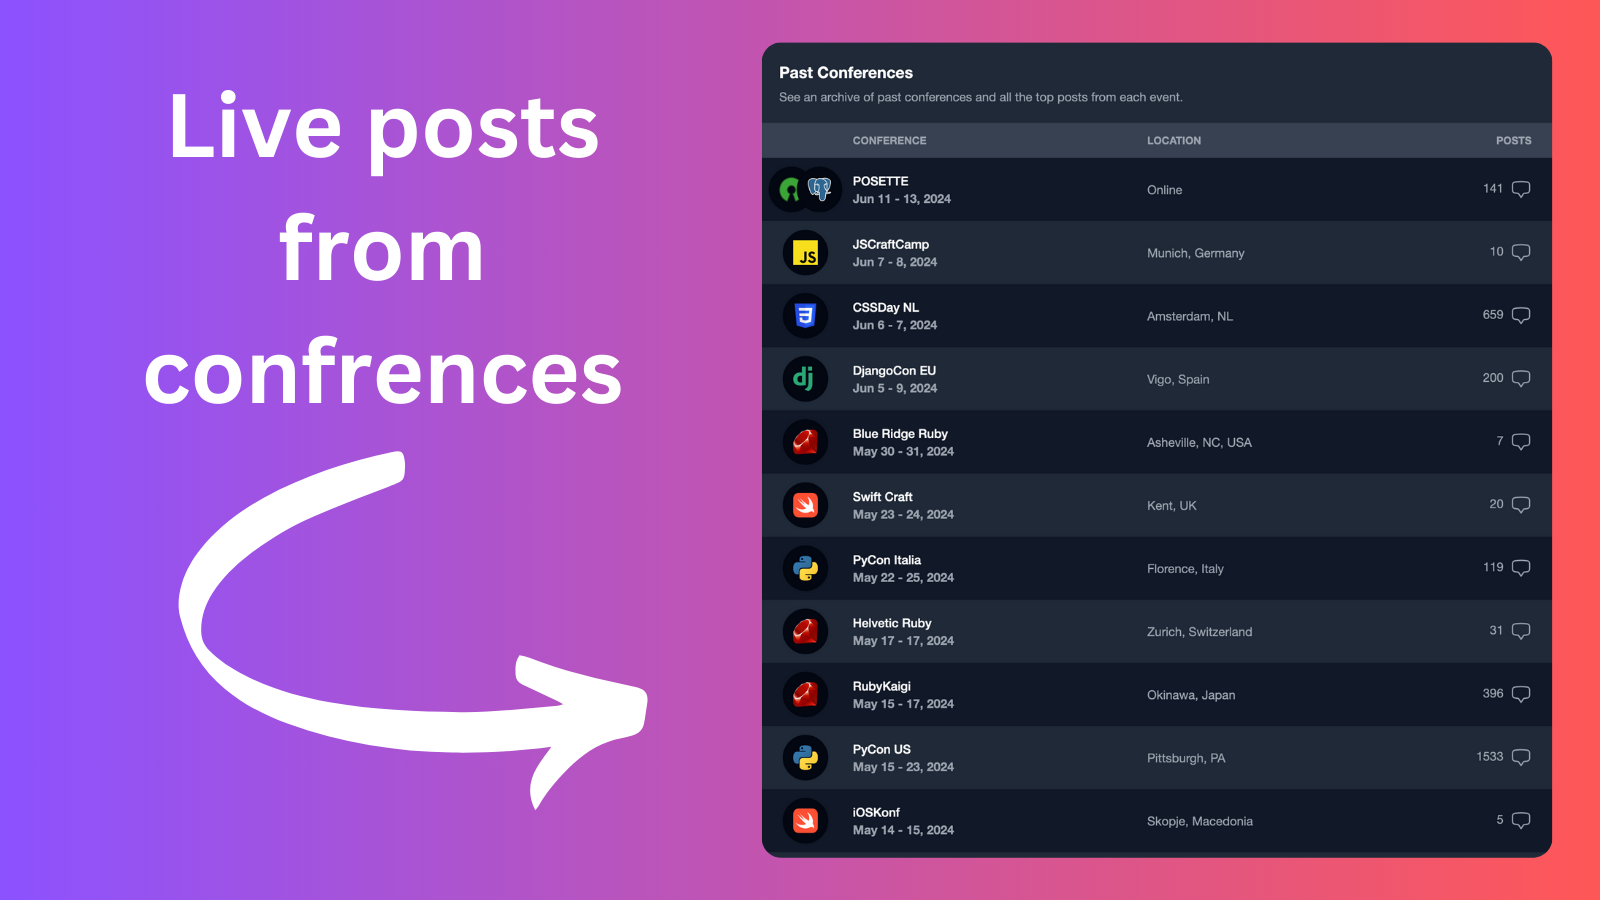 Live posts
from
confrences
Past Conferences
See an archive of past conferences and all the top posts from each event.
CONFERENCE LOCATION POSTS
POSETTE
Jun 11 - 13, 2024
Online
141
JS
JSCraftCamp
Jun 7 - 8, 2024
Munich, Germany
10
CSSDay NL
Jun 6 - 7, 2024
Amsterdam, NL
659
dj
DjangoCon EU
Jun 5 - 9, 2024
Vigo, Spain
200
Blue Ridge Ruby
May 30 - 31, 2024
Asheville, NC, USA
7
Swift Craft
May 23 - 24, 2024
Kent, UK
20
PyCon Italia
May 22 - 25, 2024
Florence, Italy
119
Helvetic Ruby
May 17 - 17, 2024
Zurich, Switzerland
31
RubyKaigi
May 15 - 17, 2024
Okinawa, Japan
396
PyCon US
May 15 - 23, 2024
Pittsburgh, PA
1533
iOSKonf
May 14 - 15, 2024
Skopje, Macedonia
5